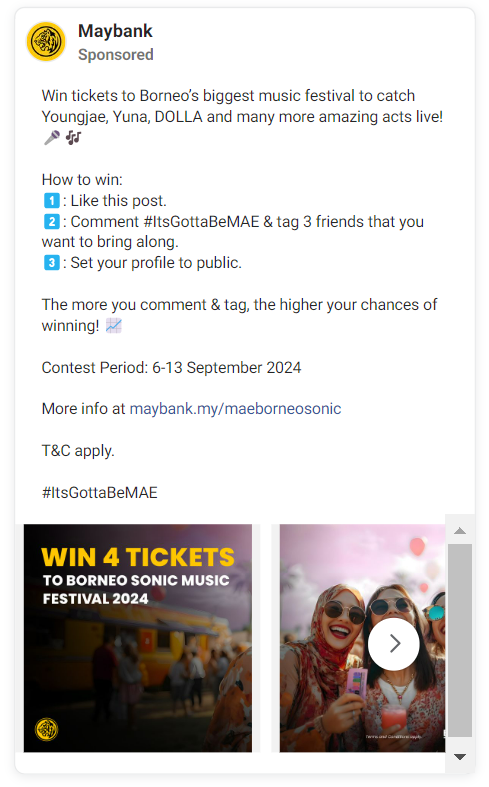 Maybank
Sponsored
Win tickets to Borneo’s biggest music festival to catch
Youngjae, Yuna, DOLLA and many more amazing acts live!
🎤 🎶
How to win:
1️⃣ : Like this post.
2️⃣ : Comment #ItsGottaBeMAE & tag 3 friends that you
want to bring along.
3️⃣ : Set your profile to public.
The more you comment & tag, the higher your chances of
winning! 📈
Contest Period: 6-13 September 2024
More info at maybank.my/maeborneosonic
T&C apply.
#ItsGottaBeMAE
WIN 4 TICKETS
TO BORNEO SONIC MUSIC
FESTIVAL 2024
Terms and Conditions apply.